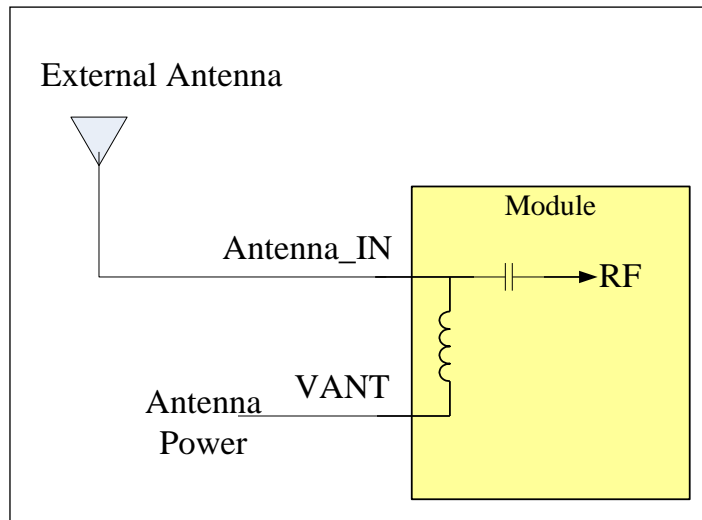 External Antenna
Module
Antenna_IN
RF
VANT
Antenna
Power